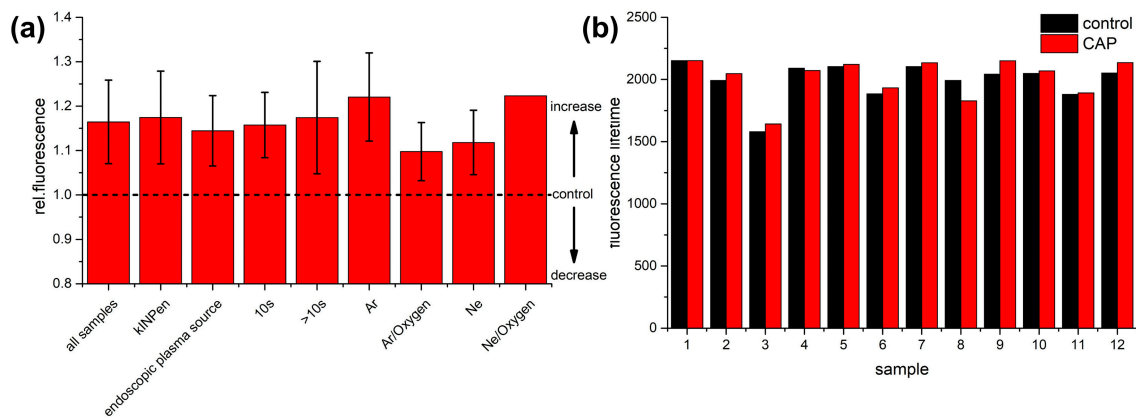 (a)
rel.fluorescence
1.4
1.3
1.2
1.1
1.0
0.9
0.8
increase
control
decrease
all samples
kINPen
endoscopic plasma source
10s
>10s
Ar
Ar/Oxygen
Ne
Ne/Oxygen
(b)
control
CAP
fluorescence lifetime
2500
2000
1500
1000
500
0
1 2 3 4 5 6 7 8 9 10 11 12
sample